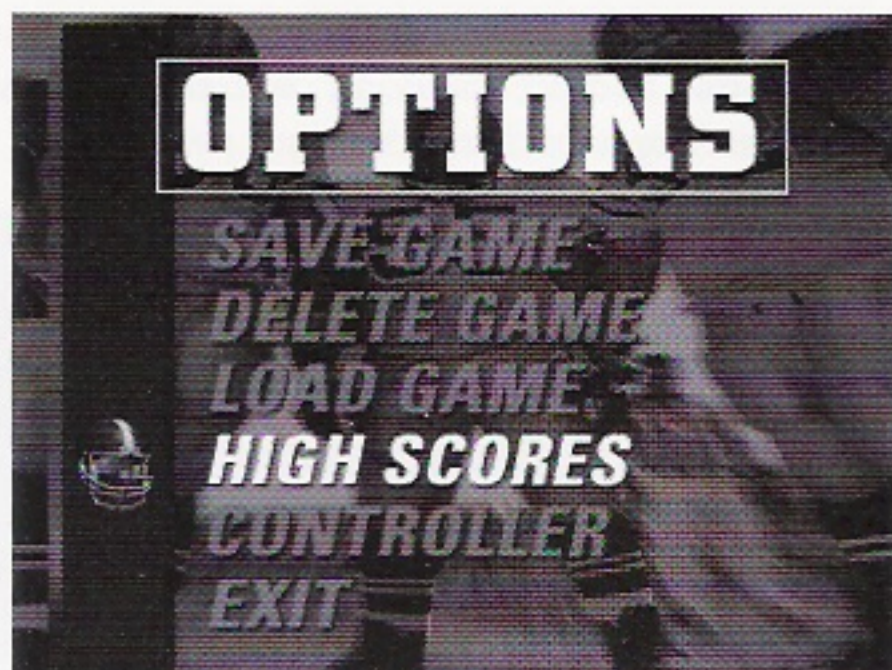 OPTIONS
SAVE GAME
DELETE GAME
LOAD GAME
HIGH SCORES
CONTROLLER
EXIT